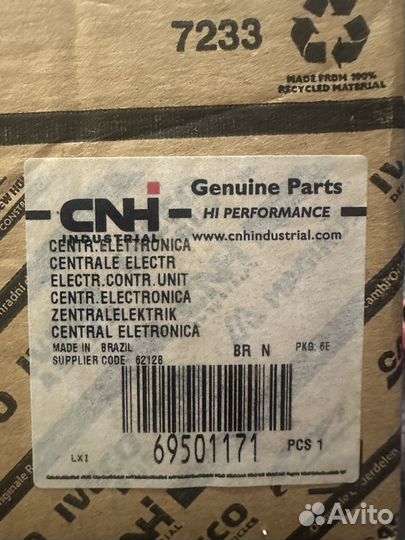 7233
MADE FROM 100%
RECYCLED MATERIAL
CNH
INDUSTRIAL
Genuine Parts
HI PERFORMANCE
www.cnhindustrial.com
CENTR.ELETTRONICA
CENTRALE ELECTR
ELECTR.CONTR.UNIT
CENTR.ELECTRONICA
ZENTRALELEKTRIK
CENTRAL ELETRONICA
MADE IN BRAZIL
SUPPLIER CODE 62128
BR N
PKG: 6E
69501171
LX1
PCS 1
Avito